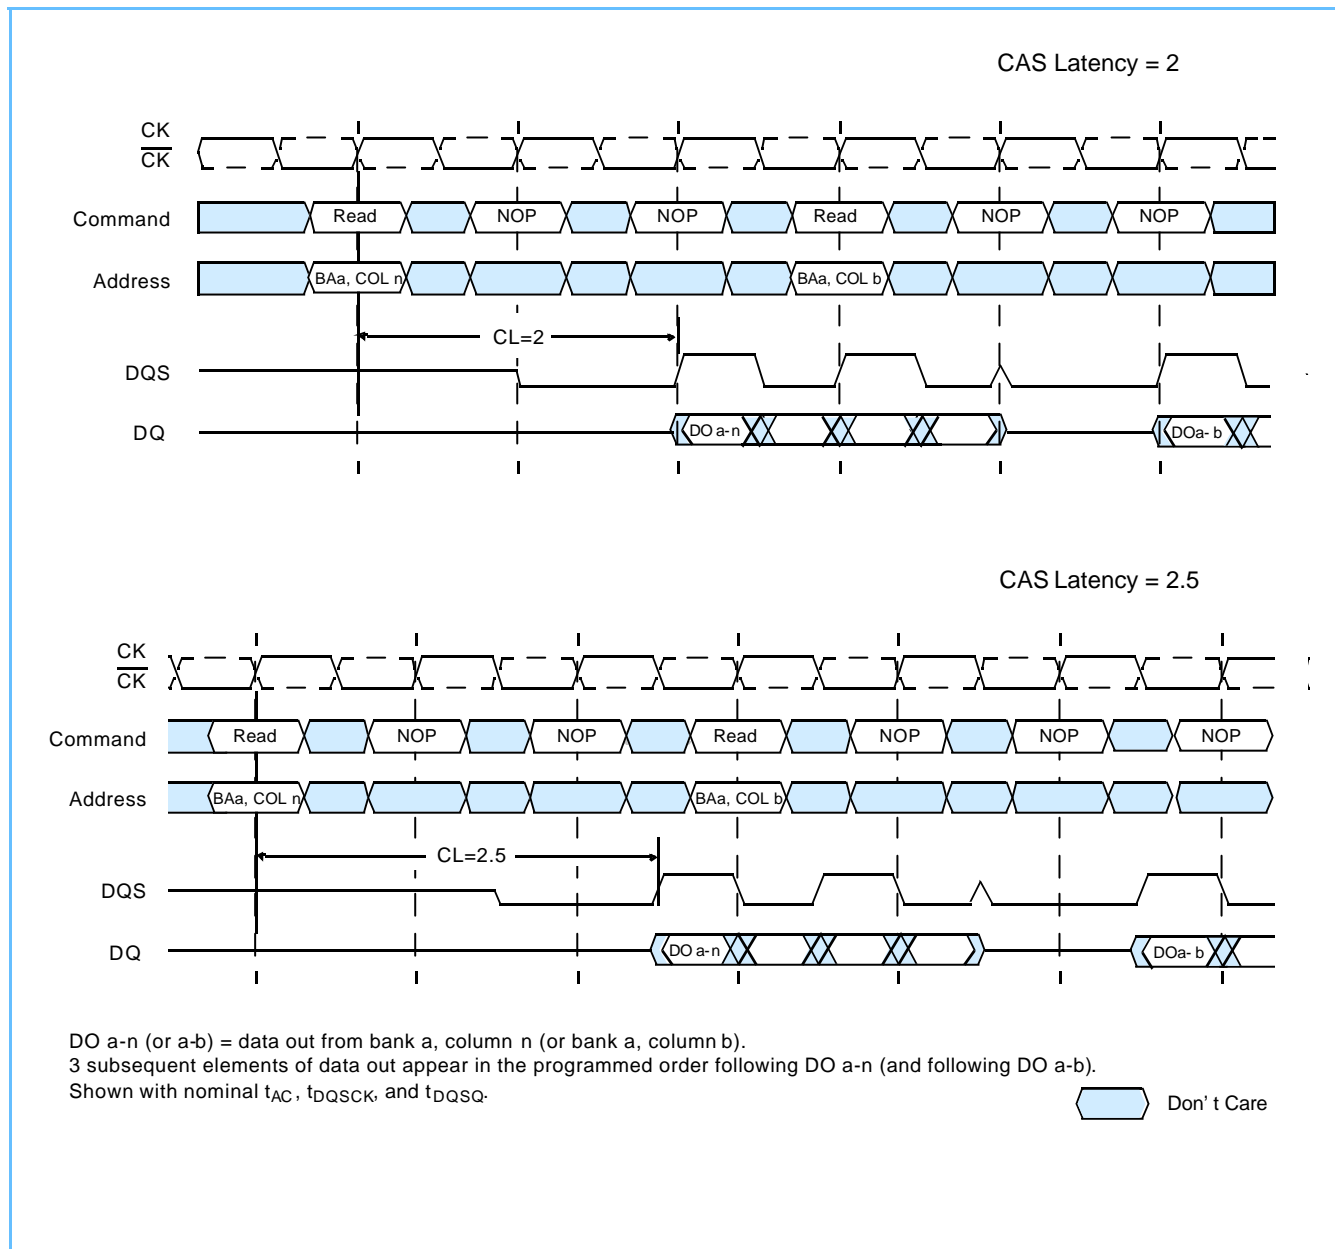 CAS Latency = 2
CK
CK
Command
Read
NOP
NOP
Read
NOP
NOP
Address
BAa, COL n
BAa, COL b
CL=2
DQS
DQ
DO a-n
DOa- b
CAS Latency = 2.5
CK
CK
Command
Read
NOP
NOP
Read
NOP
NOP
NOP
Address
BAa, COL n
BAa, COL b
CL=2.5
DQS
DQ
DO a-n
DOa- b
DO a-n (or a-b) = data out from bank a, column n (or bank a, column b).
3 subsequent elements of data out appear in the programmed order following DO a-n (and following DO a-b).
Shown with nominal tAC, tDQSCK, and tDQSQ.
Don' t Care